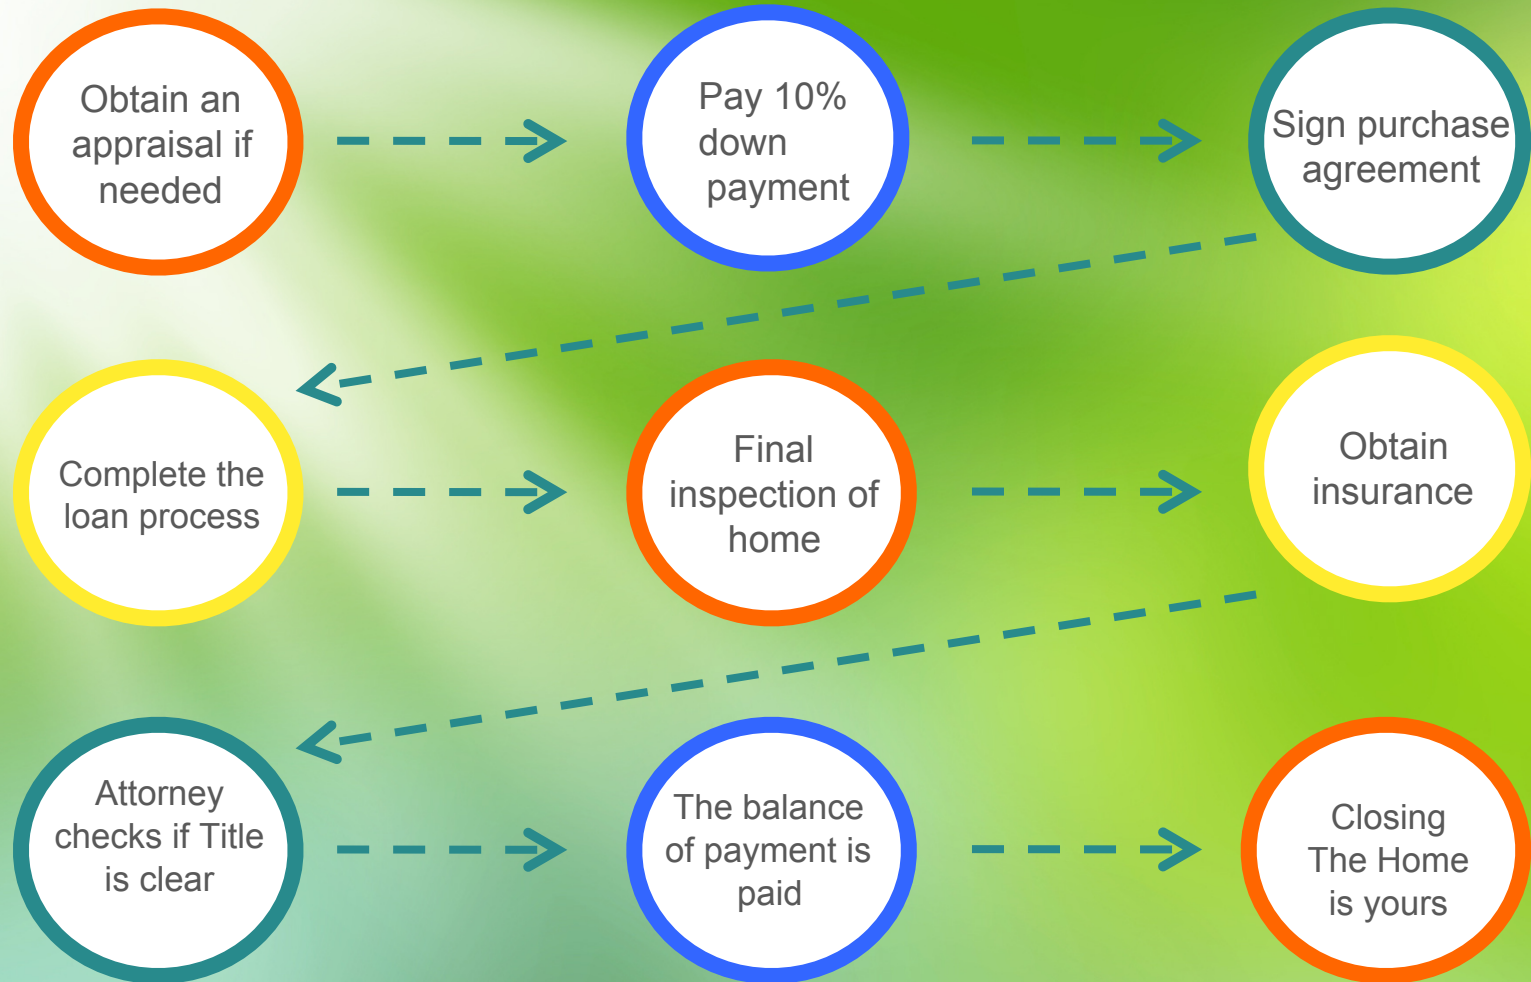 Obtain an
appraisal if
needed
Pay 10%
down
payment
Sign purchase
agreement
Complete the
loan process
Final
inspection of
home
Obtain
insurance
Attorney
checks if Title
is clear
The balance
of payment is
paid
Closing
The Home
is yours